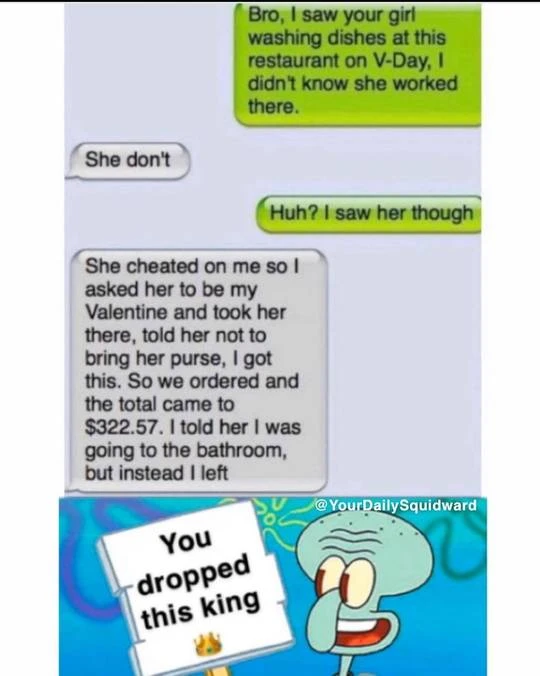 Bro, I saw your girl
washing dishes at this
restaurant on V-Day, I
didn't know she worked
there.
She don't
Huh? I saw her though
She cheated on me so I
asked her to be my
Valentine and took her
there, told her not to
bring her purse, I got
this. So we ordered and
the total came to
$322.57. I told her I was
going to the bathroom,
but instead I left
@YourDailySquidward
You
dropped
this king
👑